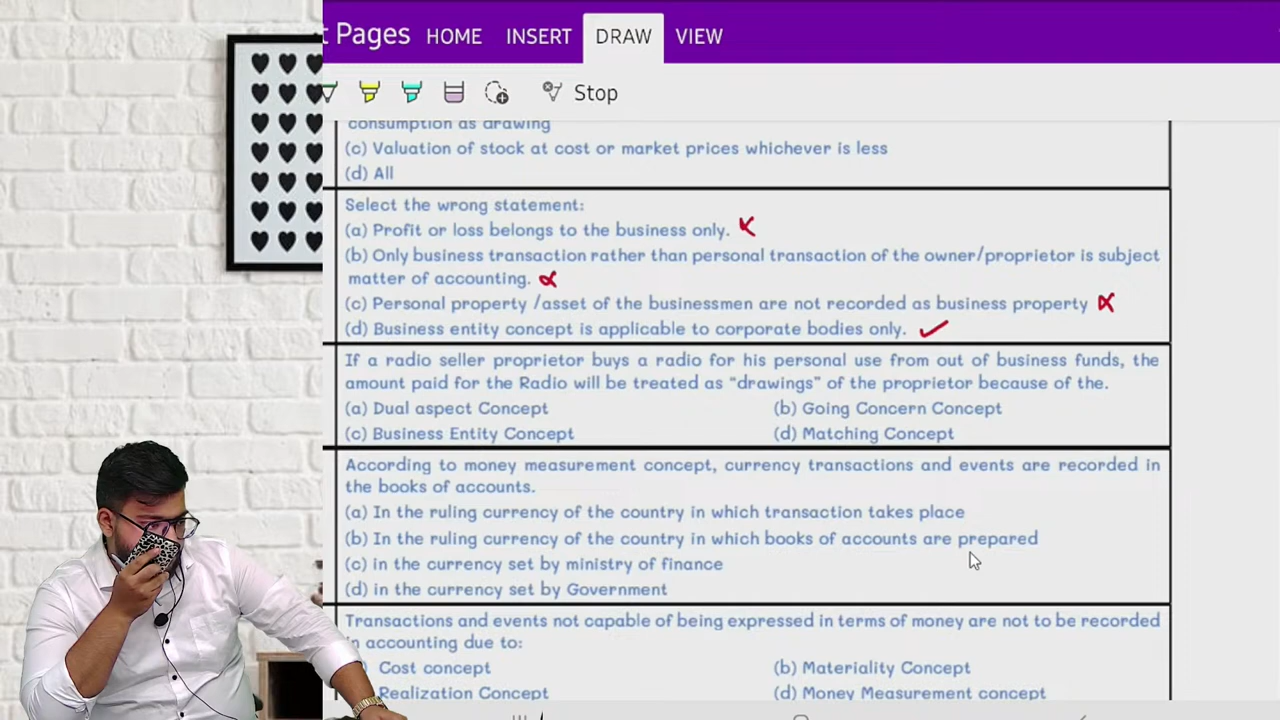 t Pages HOME INSERT DRAW VIEW
Stop
consumption as drawing
(c) Valuation of stock at cost or market prices whichever is less
(d) All
Select the wrong statement:
(a) Profit or loss belongs to the business only.
(b) Only business transaction rather than personal transaction of the owner/proprietor is subject
matter of accounting.
(c) Personal property /asset of the businessmen are not recorded as business property
(d) Business entity concept is applicable to corporate bodies only.
If a radio seller proprietor buys a radio for his personal use from out of business funds, the
amount paid for the Radio will be treated as "drawings" of the proprietor because of the.
(a) Dual aspect Concept (b) Going Concern Concept
(c) Business Entity Concept (d) Matching Concept
According to money measurement concept, currency transactions and events are recorded in
the books of accounts.
(a) In the ruling currency of the country in which transaction takes place
(b) In the ruling currency of the country in which books of accounts are prepared
(c) in the currency set by ministry of finance
(d) in the currency set by Government
Transactions and events not capable of being expressed in terms of money are not to be recorded
in accounting due to:
Cost concept (b) Materiality Concept
Realization Concept (d) Money Measurement concept